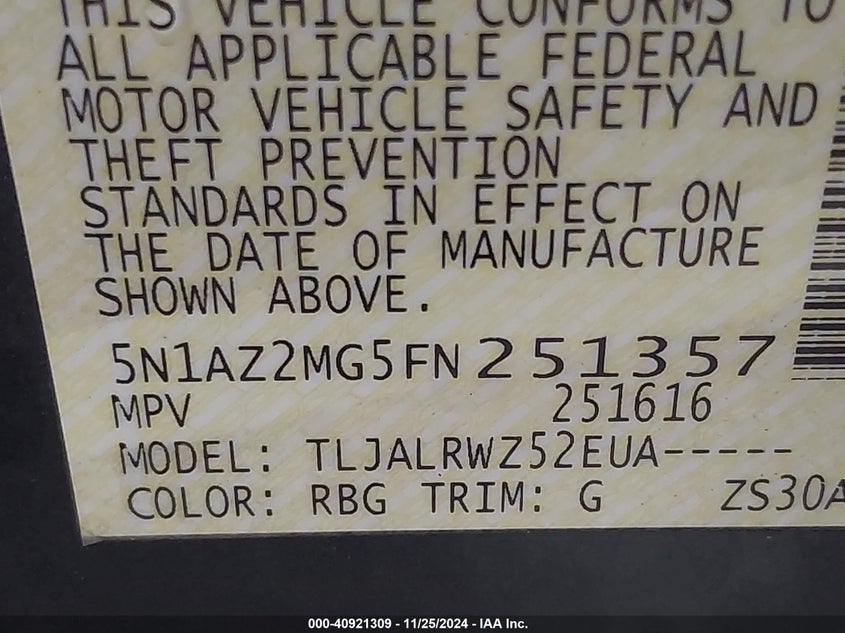 THIS VEHICLE CONFORMS TO
ALL APPLICABLE FEDERAL
MOTOR VEHICLE SAFETY AND
THEFT PREVENTION
STANDARDS IN EFFECT ON
THE DATE OF MANUFACTURE
SHOWN ABOVE.
5N1AZ2MG5FN251357
MPV 251616
MODEL: TLJALRWZ52EUA-----
COLOR: RBG TRIM: G ZS30A
000-40921309 - 11/25/2024 - IAA Inc.